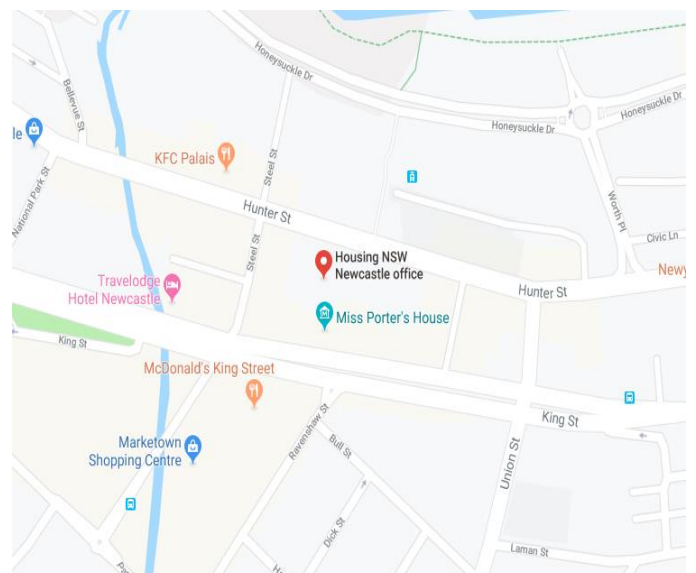 Honeysuckle Dr
Bellevue St
Honeysuckle Dr
Honeysuckle Dr
le
KFC Palais
Steel St
National Park St
Hunter St
Worth Pl
Civic Ln
Housing NSW
Newcastle office
Steel St
Newy
Travelodge
Hotel Newcastle
Hunter St
Miss Porter's House
King St
McDonald's King Street
King St
Ravenshaw St
Marketown
Shopping Centre
Bull St
Union St
Dick St
Laman St
Pa
H